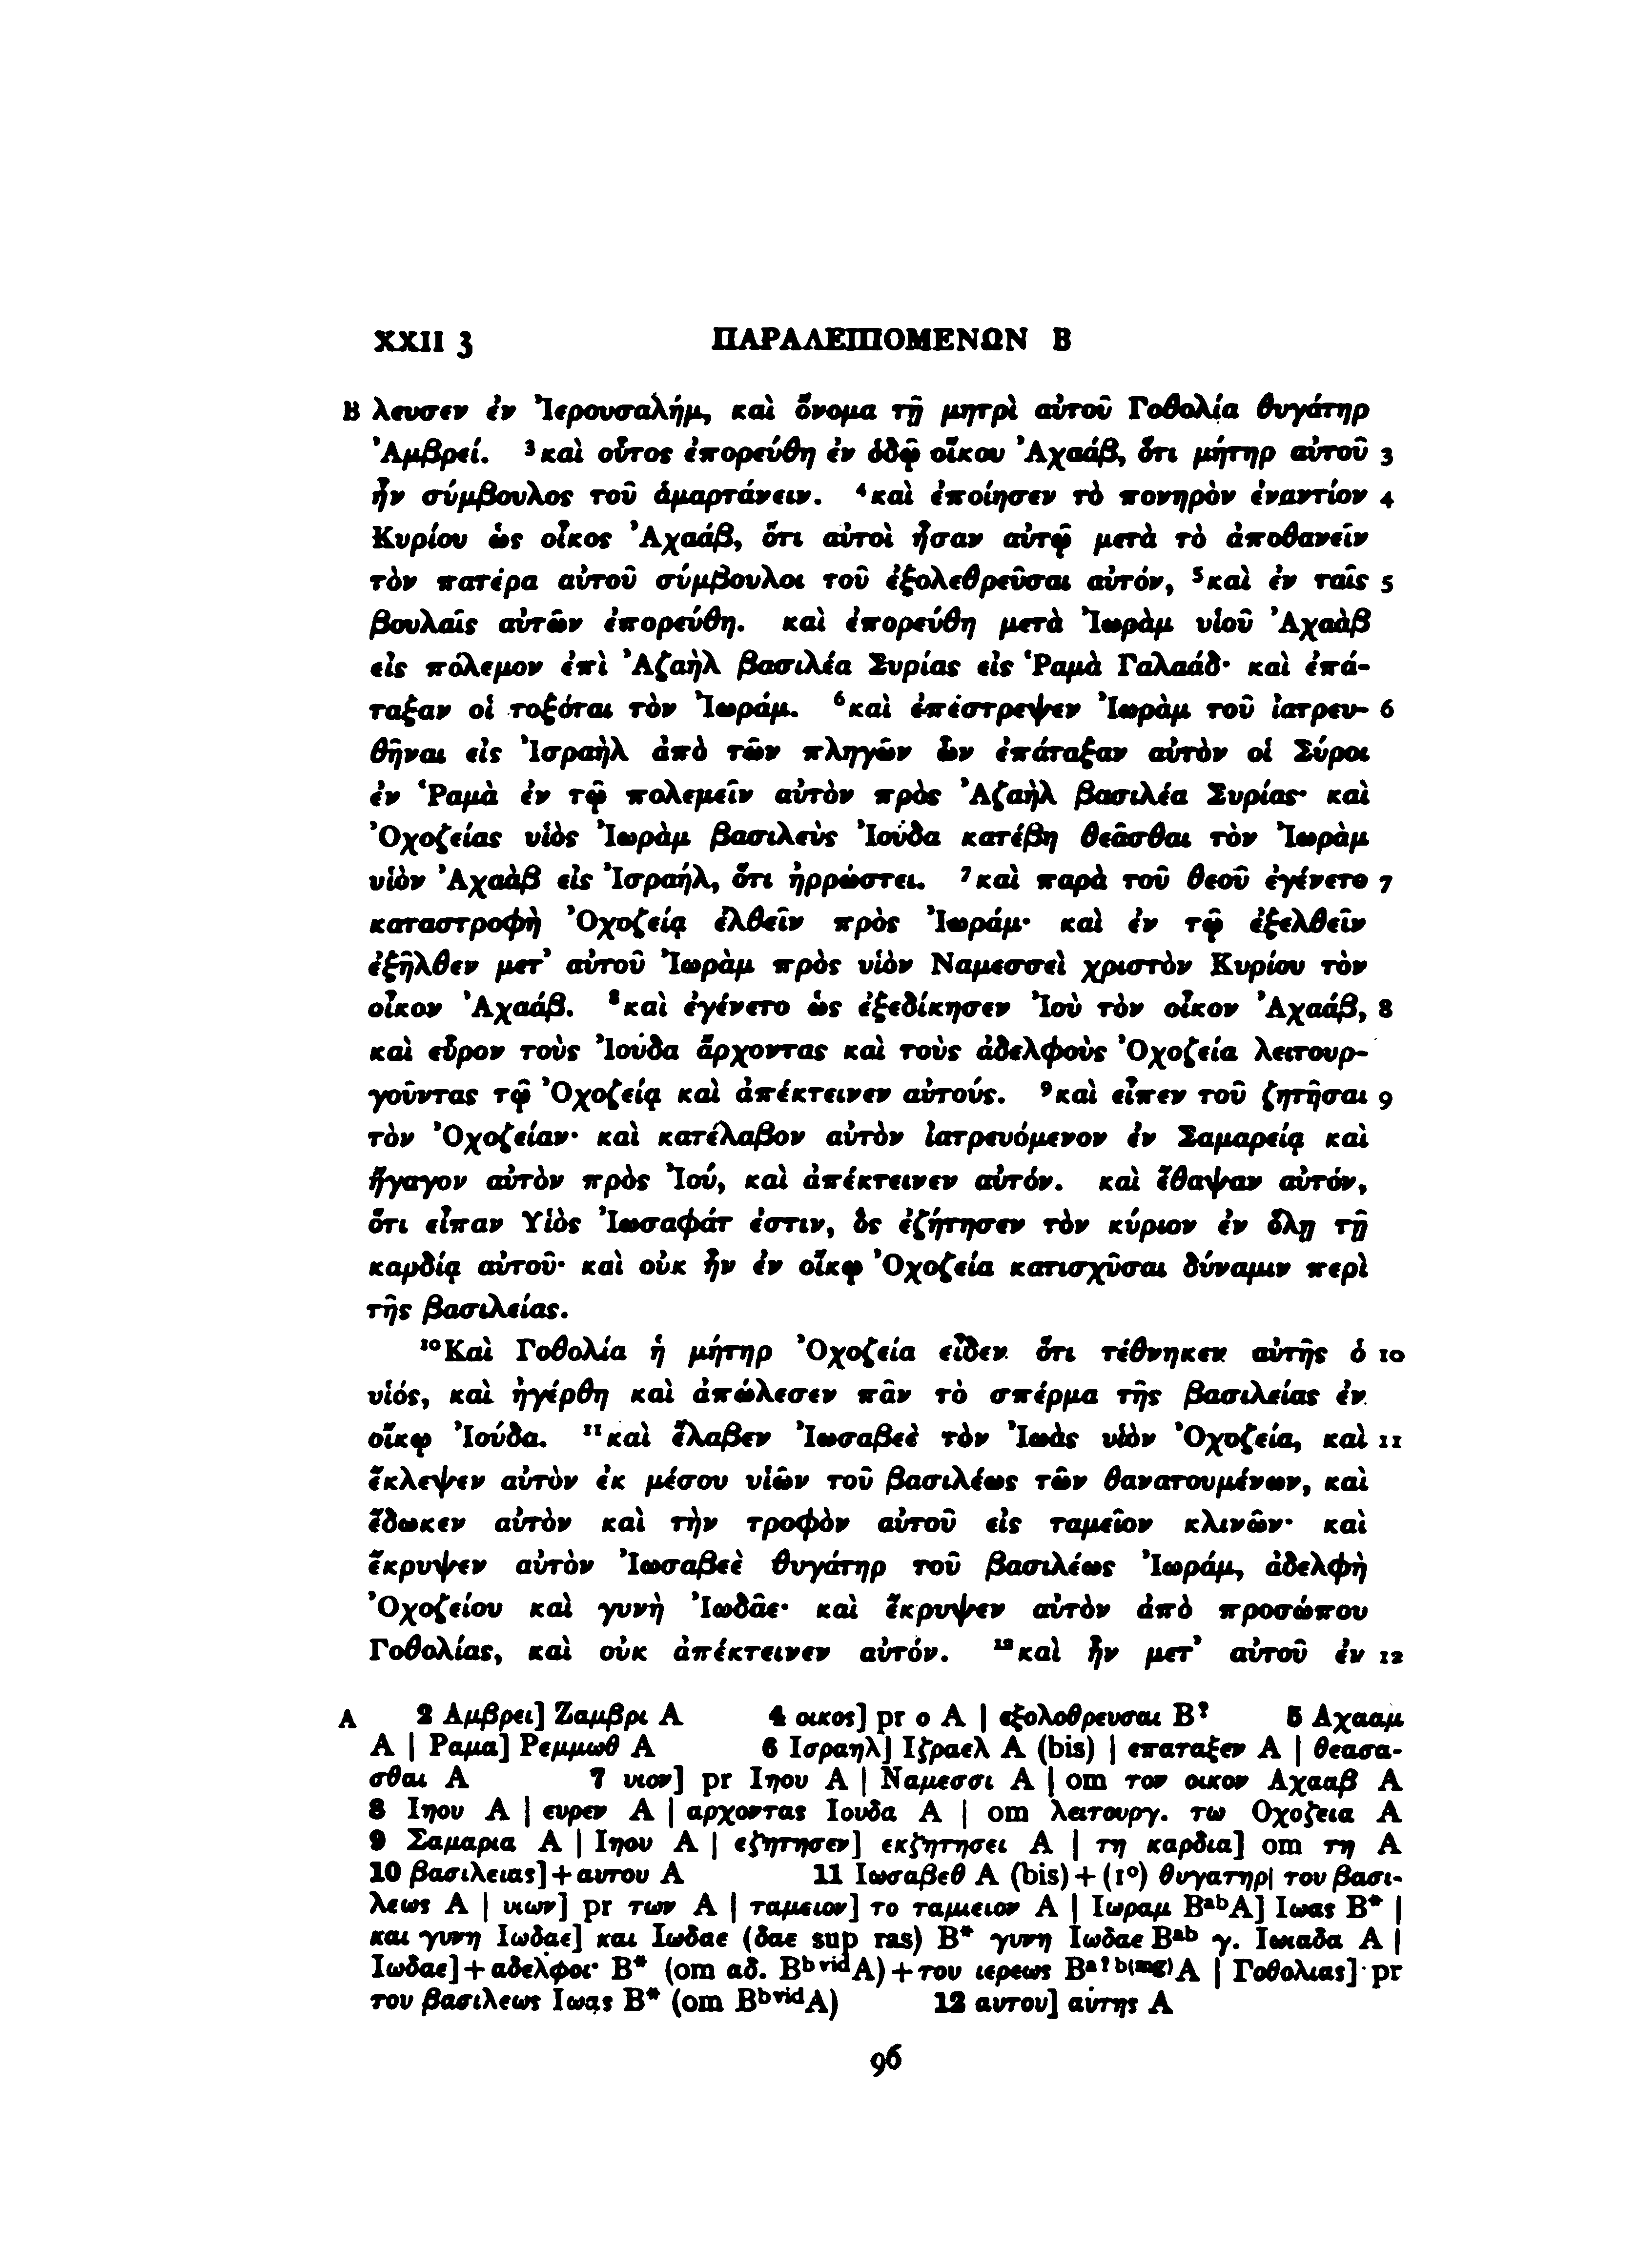 XXII 3 ΠΑΡΑΛΕΙΠΟΜΕΝΩΝ Β
B λευσεν ἐν Ἰερουσαλήμ, καὶ ὄνομα τῇ μητρὶ αὐτοῦ Γοθολία θυγάτηρ
Ἀμβρεί. ³καὶ οὗτος ἐπορεύθη ἐν ὁδῷ οἴκου Ἀχαάβ, ὅτι μήτηρ αὐτοῦ 3
ἦν σύμβουλος τοῦ ἁμαρτάνειν. ⁴καὶ ἐποίησεν τὸ πονηρὸν ἐναντίον 4
Κυρίου ὡς οἶκος Ἀχαάβ, ὅτι αὐτοὶ ἦσαν αὐτῷ μετὰ τὸ ἀποθανεῖν
τὸν πατέρα αὐτοῦ σύμβουλοι τοῦ ἐξολεθρεῦσαι αὐτόν, ⁵καὶ ἐν ταῖς 5
βουλαῖς αὐτῶν ἐπορεύθη. καὶ ἐπορεύθη μετὰ Ἰωρὰμ υἱοῦ Ἀχαὰβ
εἰς πόλεμον ἐπὶ Ἁζαὴλ βασιλέα Συρίας εἰς Ῥαμὰ Γαλαάδ· καὶ ἐπά-
ταξαν οἱ τοξόται τὸν Ἰωράμ. ⁶καὶ ἐπέστρεψεν Ἰωρὰμ τοῦ ἰατρευ- 6
θῆναι εἰς Ἰσραὴλ ἀπὸ τῶν πληγῶν ὧν ἐπάταξαν αὐτὸν οἱ Σύροι
ἐν Ῥαμὰ ἐν τῷ πολεμεῖν αὐτὸν πρὸς Ἀζαὴλ βασιλέα Συρίας· καὶ
Ὀχοζείας υἱὸς Ἰωρὰμ βασιλεὺς Ἰούδα κατέβη θεᾶσθαι τὸν Ἰωρὰμ
υἱὸν Ἀχαὰβ εἰς Ἰσραήλ, ὅτι ἠρρώστει. ⁷καὶ παρὰ τοῦ θεοῦ ἐγένετο 7
καταστροφὴ Ὀχοζείᾳ ἐλθεῖν πρὸς Ἰωράμ· καὶ ἐν τῷ ἐξελθεῖν
ἐξῆλθεν μετ' αὐτοῦ Ἰωρὰμ πρὸς υἱὸν Ναμεσσεὶ χριστὸν Κυρίου τὸν
οἶκον Ἀχαάβ. ⁸καὶ ἐγένετο ὡς ἐξεδίκησεν Ἰοὺ τὸν οἶκον Ἀχαάβ, 8
καὶ εὗρον τοὺς Ἰούδα ἄρχοντας καὶ τοὺς ἀδελφοὺς Ὀχοζεία λειτουρ-
γοῦντας τῷ Ὀχοζείᾳ καὶ ἀπέκτεινεν αὐτούς. ⁹καὶ εἶπεν τοῦ ζητῆσαι 9
τὸν Ὀχοζείαν· καὶ κατέλαβον αὐτὸν ἰατρευόμενον ἐν Σαμαρείᾳ καὶ
ἤγαγον αὐτὸν πρὸς Ἰού, καὶ ἀπέκτεινεν αὐτόν. καὶ ἔθαψαν αὐτόν,
ὅτι εἶπαν Υἱὸς Ἰωσαφάτ ἐστιν, ὃς ἐζήτησεν τὸν κύριον ἐν ὅλῃ τῇ
καρδίᾳ αὐτοῦ· καὶ οὐκ ἦν ἐν οἴκῳ Ὀχοζεία κατισχῦσαι δύναμιν περὶ
τῆς βασιλείας.
¹⁰Καὶ Γοθολία ἡ μήτηρ Ὀχοζεία εἶδεν ὅτι τέθνηκεν αὐτῆς ὁ 10
υἱός, καὶ ἠγέρθη καὶ ἀπώλεσεν πᾶν τὸ σπέρμα τῆς βασιλείας ἐν
οἴκῳ Ἰούδα. ¹¹καὶ ἔλαβεν Ἰωσαβεὲ τὸν Ἰωὰς υἱὸν Ὀχοζεία, καὶ 11
ἔκλεψεν αὐτὸν ἐκ μέσου υἱῶν τοῦ βασιλέως τῶν θανατουμένων, καὶ
ἔδωκεν αὐτὸν καὶ τὴν τροφὸν αὐτοῦ εἰς ταμεῖον κλινῶν· καὶ
ἔκρυψεν αὐτὸν Ἰωσαβεὲ θυγάτηρ τοῦ βασιλέως Ἰωράμ, ἀδελφὴ
Ὀχοζείου καὶ γυνὴ Ἰωδᾶε· καὶ ἔκρυψεν αὐτὸν ἀπὸ προσώπου
Γοθολίας, καὶ οὐκ ἀπέκτεινεν αὐτόν. ¹²καὶ ἦν μετ' αὐτοῦ ἐν 12
A 2 Αμβρει] Ζαμβρι A 4 οικος] pr ο A | εξολοθρευσαι B? 5 Αχααμ
A | Ραμα] Ρεμμωθ A 6 Ισραηλ] Ιζραελ A (bis) | επαταξεν A | θεασα-
σθαι A 7 υιον] pr Ιηου A | Ναμεσσι A | om τον οικον Αχααβ A
8 Ιηου A | ευρεν A | αρχοντας Ιουδα A | om λειτουργ. τω Οχοζεια A
9 Σαμαρια A | Ιηου A | εζητησεν] εκζητησει A | τη καρδια] om τη A
10 βασιλειας]+αυτου A 11 Ιωσαβεθ A (bis)+(1°) θυγατηρ| του βασι-
λεως A | υιων] pr των A | ταμειον] το ταμιειον A | Ιωραμ BᵃᵇA] Ιωας B* |
και γυνη Ιωδαε] και Ιωδαε (δαε sup ras) B* γυνη Ιωδαε Bᵃᵇ γ. Ιωιαδα A |
Ιωδαε]+αδελφοι· B* (om αδ. BᵇᵛⁱᵈA)+του ιερεως Bᵃ?ᵇ⁽ᵐᵍ⁾A | Γοθολιας] pr
του βασιλεως Ιωας B* (om BᵇᵛⁱᵈA) 12 αυτου] αυτης A
96